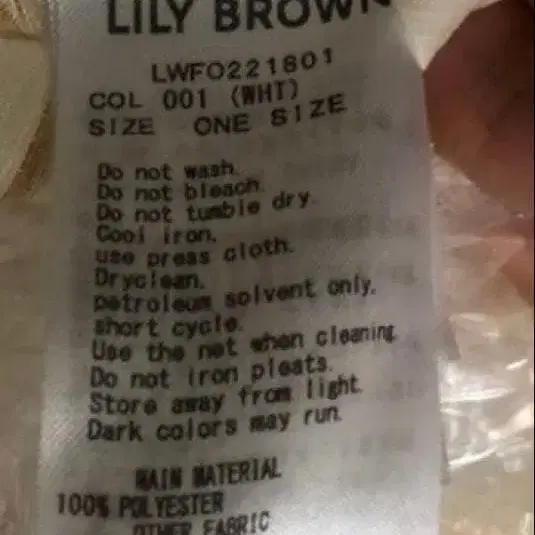 LILY BROWN
LWFO221801
COL 001 (WHT)
SIZE ONE SIZE
Do not wash.
Do not bleach.
Do not tumble dry.
Cool iron.
use press cloth.
Dryclean.
petroleum solvent only.
short cycle.
Use the net when cleaning
Do not iron pleats.
Store away from light.
Dark colors may run.
MAIN MATERIAL
100% POLYESTER
OTHER FABRIC